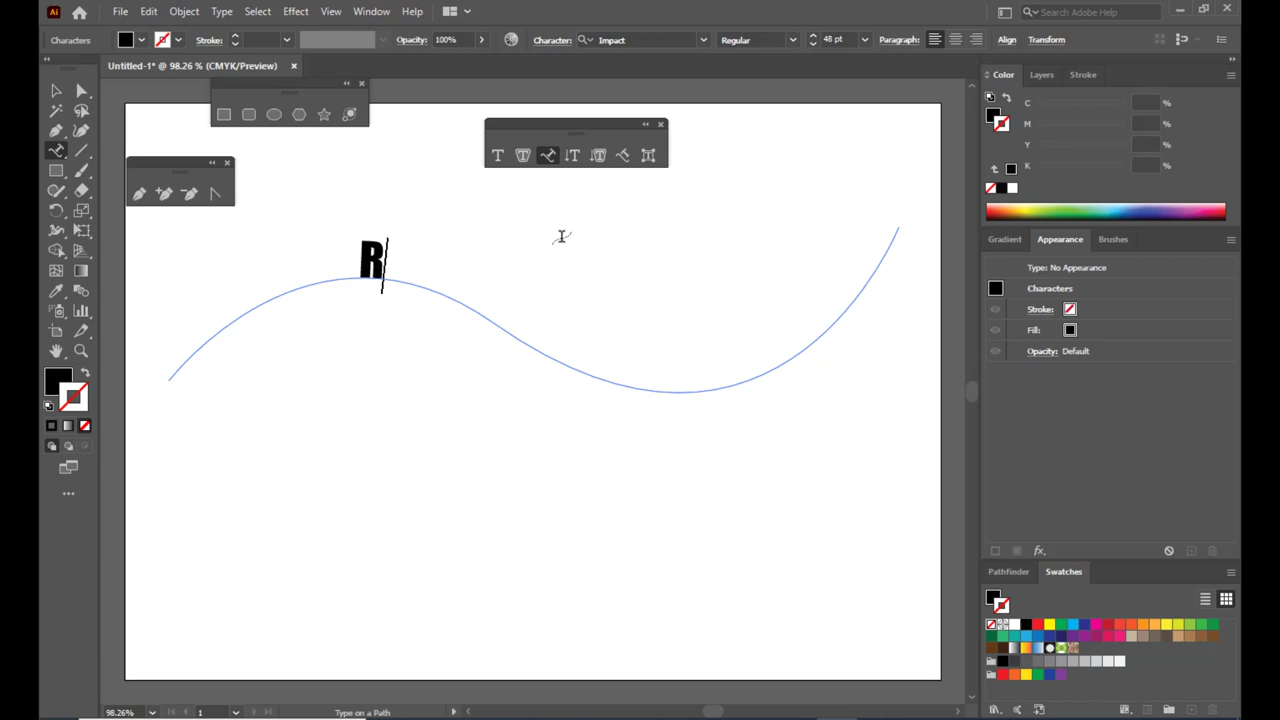 Ai File Edit Object Type Select Effect View Window Help Search Adobe Help
Characters Stroke: Opacity: 100% Character: Impact Regular 48 pt Paragraph: Align Transform
Untitled-1* @ 98.26 % (CMYK/Preview)
Color Layers Stroke
C %
M %
Y %
K %
R
Gradient Appearance Brushes
Type: No Appearance
Characters
Stroke:
Fill:
Opacity: Default
fx
Pathfinder Swatches
98.26% 1 Type on a Path